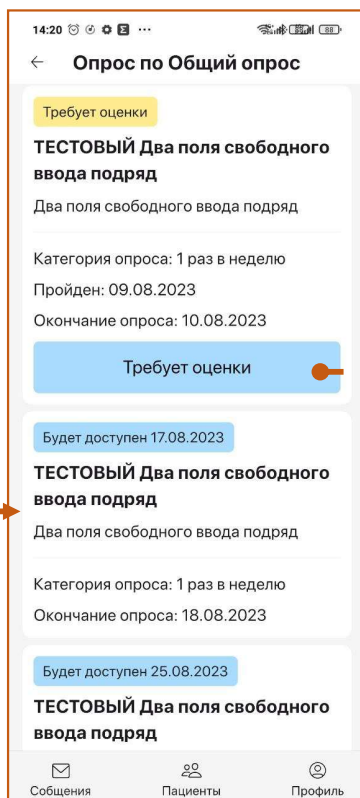 14:20 ...
88
Опрос по Общий опрос
Требует оценки
ТЕСТОВЫЙ Два поля свободного
ввода подряд
Два поля свободного ввода подряд
Категория опроса: 1 раз в неделю
Пройден: 09.08.2023
Окончание опроса: 10.08.2023
Требует оценки
Будет доступен 17.08.2023
ТЕСТОВЫЙ Два поля свободного
ввода подряд
Два поля свободного ввода подряд
Категория опроса: 1 раз в неделю
Окончание опроса: 18.08.2023
Будет доступен 25.08.2023
ТЕСТОВЫЙ Два поля свободного
ввода подряд
Собщения Пациенты Профиль